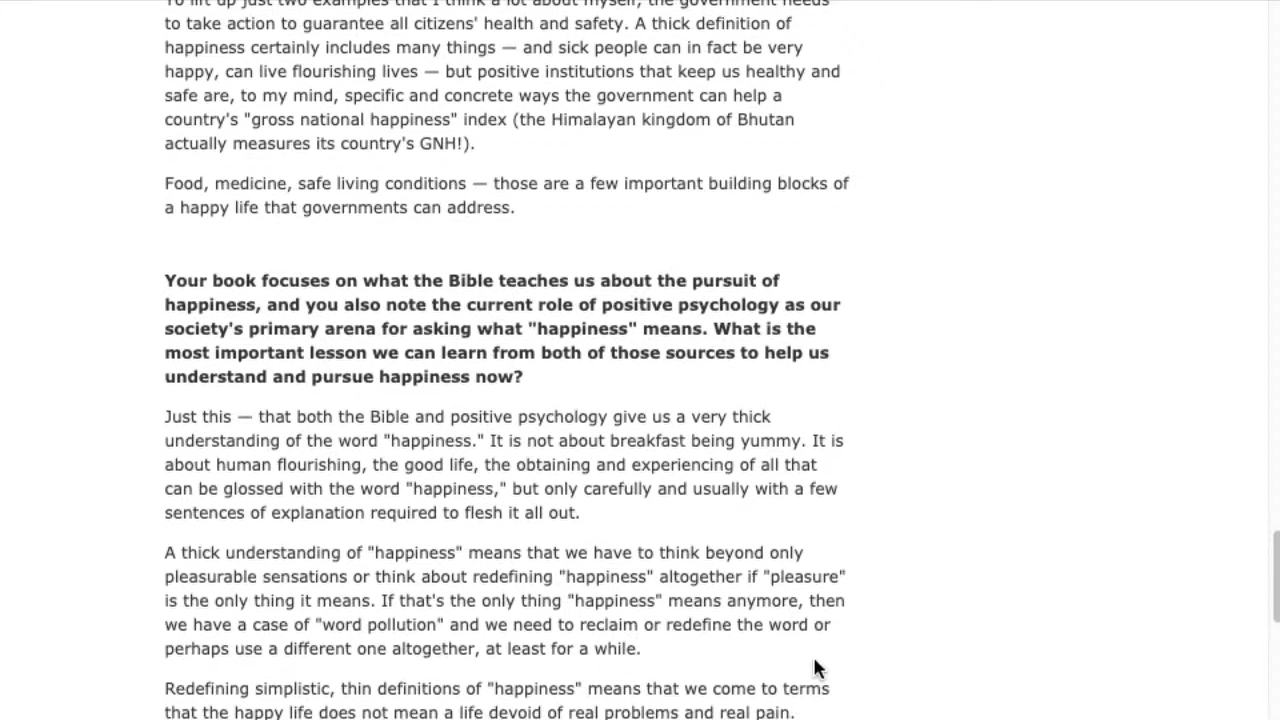 To lift up just two examples that I think a lot about myself, the government needs
to take action to guarantee all citizens' health and safety. A thick definition of
happiness certainly includes many things — and sick people can in fact be very
happy, can live flourishing lives — but positive institutions that keep us healthy and
safe are, to my mind, specific and concrete ways the government can help a
country's "gross national happiness" index (the Himalayan kingdom of Bhutan
actually measures its country's GNH!).
Food, medicine, safe living conditions — those are a few important building blocks of
a happy life that governments can address.
Your book focuses on what the Bible teaches us about the pursuit of
happiness, and you also note the current role of positive psychology as our
society's primary arena for asking what "happiness" means. What is the
most important lesson we can learn from both of those sources to help us
understand and pursue happiness now?
Just this — that both the Bible and positive psychology give us a very thick
understanding of the word "happiness." It is not about breakfast being yummy. It is
about human flourishing, the good life, the obtaining and experiencing of all that
can be glossed with the word "happiness," but only carefully and usually with a few
sentences of explanation required to flesh it all out.
A thick understanding of "happiness" means that we have to think beyond only
pleasurable sensations or think about redefining "happiness" altogether if "pleasure"
is the only thing it means. If that's the only thing "happiness" means anymore, then
we have a case of "word pollution" and we need to reclaim or redefine the word or
perhaps use a different one altogether, at least for a while.
Redefining simplistic, thin definitions of "happiness" means that we come to terms
that the happy life does not mean a life devoid of real problems and real pain.